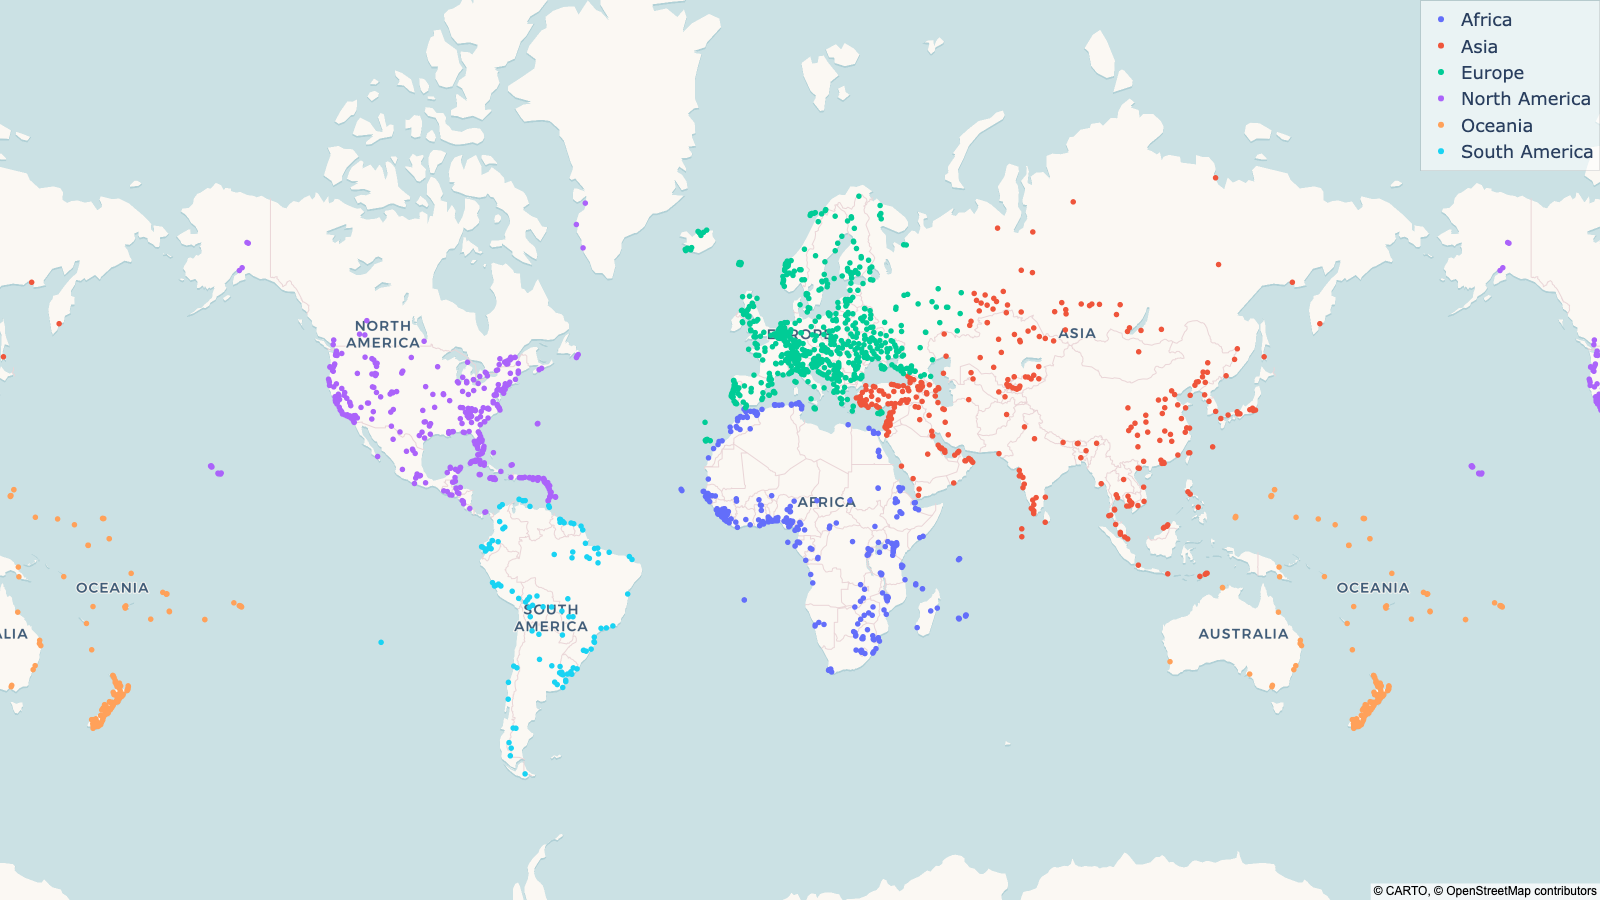 Africa
Asia
Europe
North America
Oceania
South America
NORTH
AMERICA
EUROPE
ASIA
AFRICA
OCEANIA
OCEANIA
SOUTH
AMERICA
ALIA
AUSTRALIA
© CARTO, © OpenStreetMap contributors